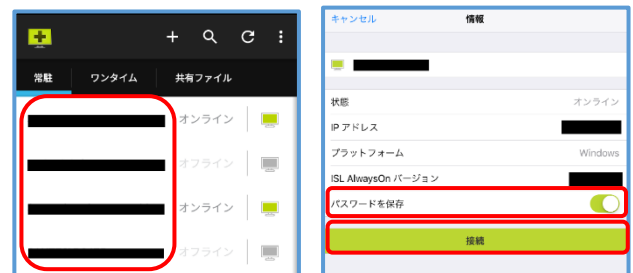 常駐 ワンタイム 共有ファイル
オンライン
オフライン
オンライン
オフライン
キャンセル 情報
状態 オンライン
IP アドレス
プラットフォーム Windows
ISL AlwaysOn バージョン
パスワードを保存
接続